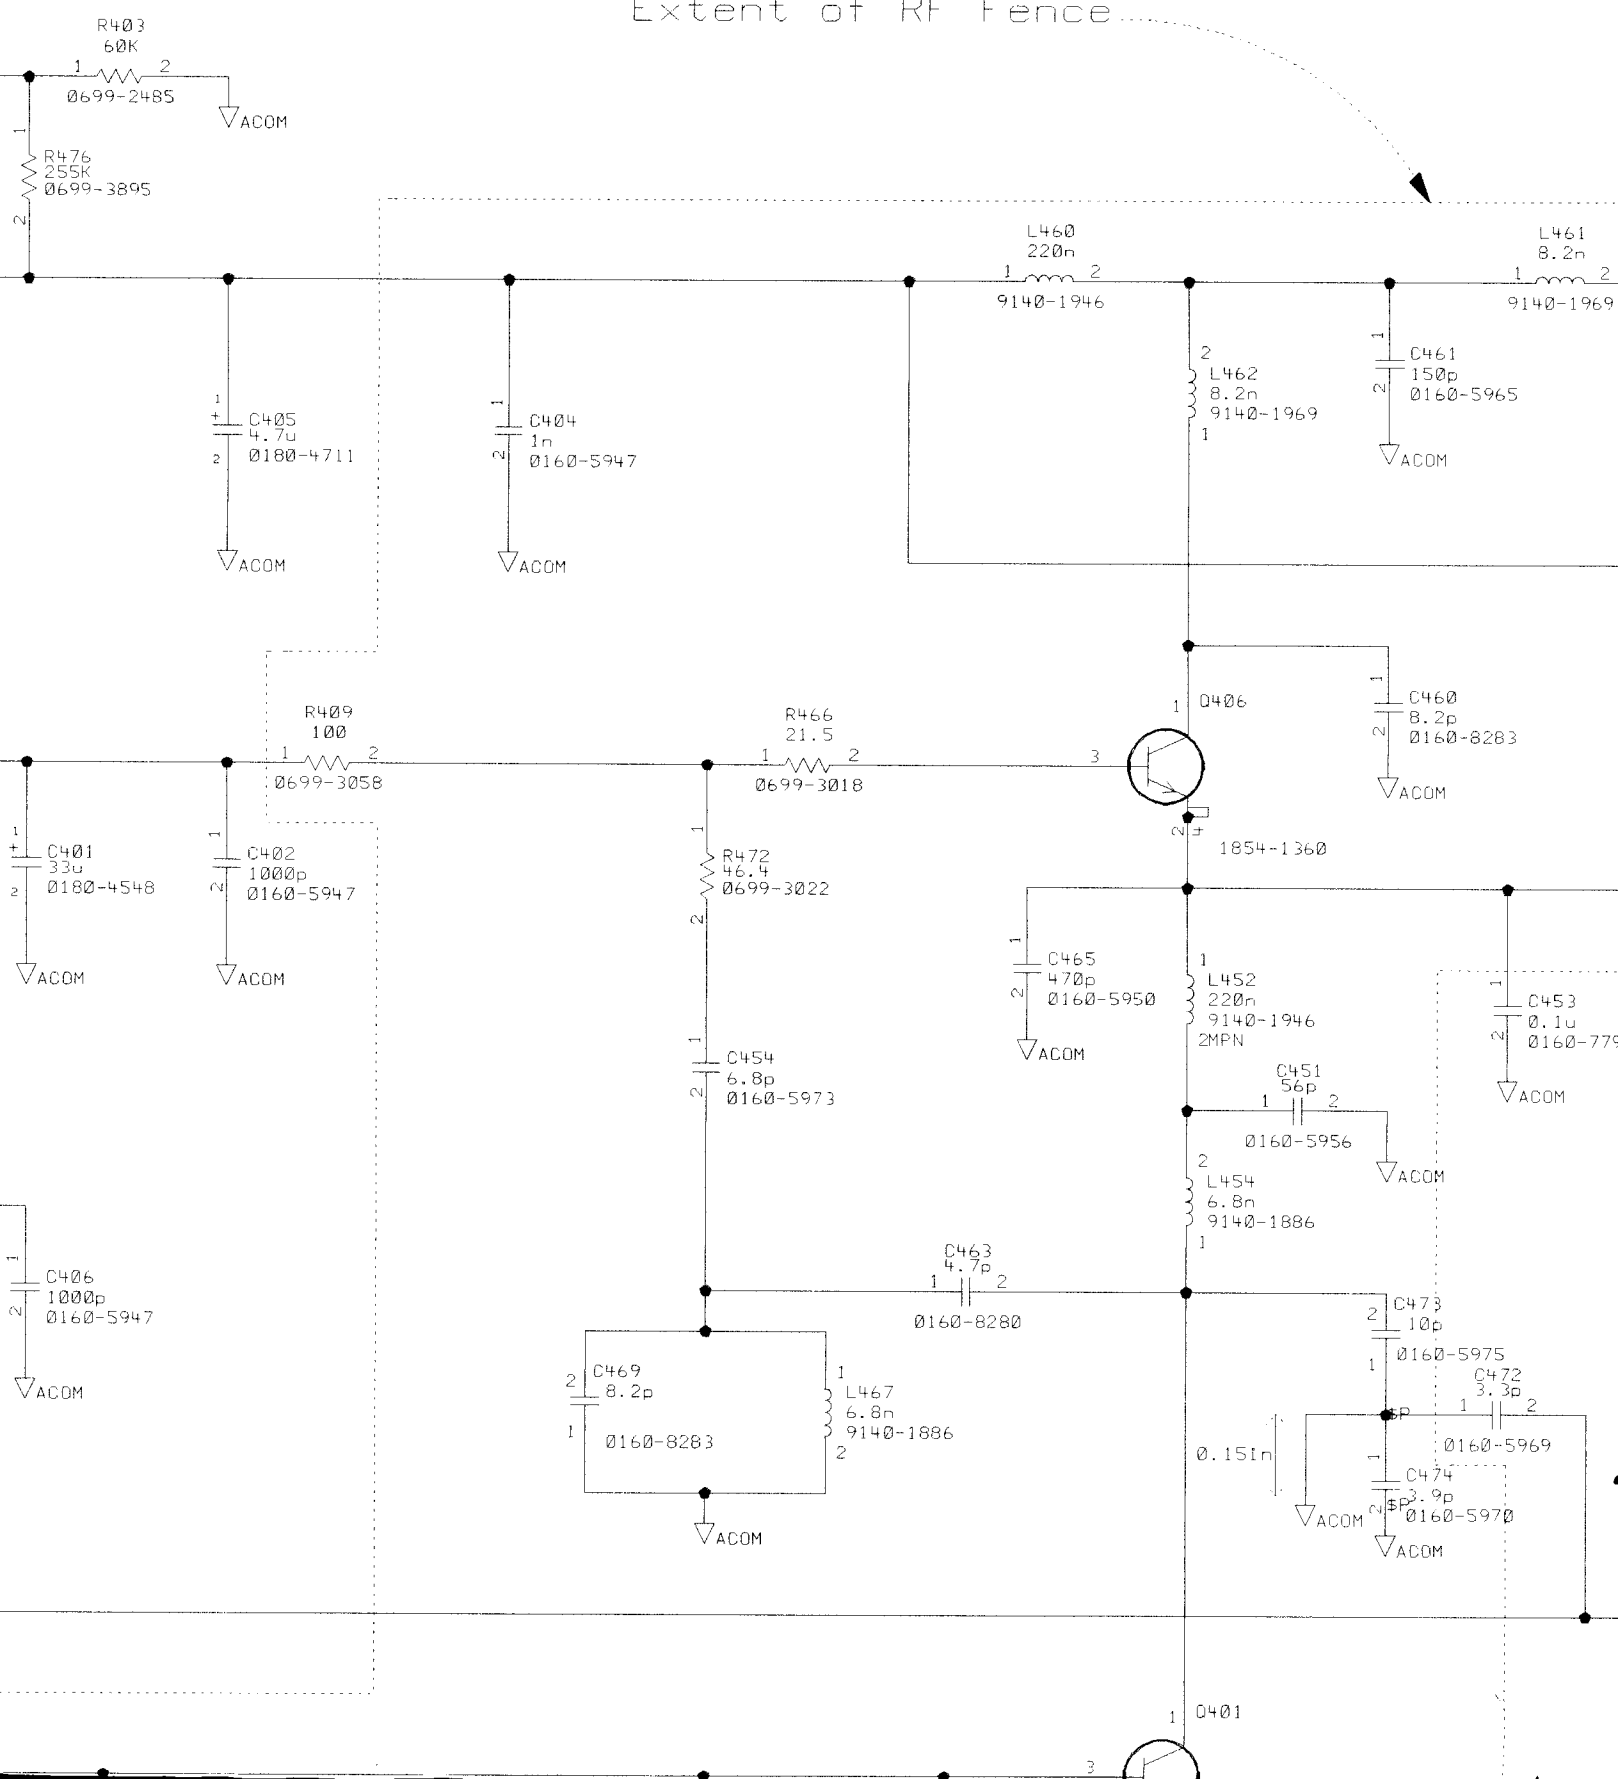 Extent of RF Fence
R403
60K
1 2
0699-2485
ACOM
1
R476
255K
0699-3895
2
L460
220n
1 2
9140-1946
L461
8.2n
1 2
9140-1969
2
L462
8.2n
9140-1969
1
1
C461
150p
2
0160-5965
ACOM
1
+
C405
4.7u
2
0180-4711
ACOM
1
C404
1n
2
0160-5947
ACOM
R409
100
1 2
0699-3058
R466
21.5
1 2
0699-3018
1
Q406
3
2
4
1854-1360
1
C460
8.2p
2
0160-8283
ACOM
1
+
C401
33u
2
0180-4548
ACOM
1
C402
1000p
2
0160-5947
ACOM
1
R472
46.4
0699-3022
2
1
C465
470p
2
0160-5950
ACOM
1
L452
220n
9140-1946
2MPN
1
C453
0.1u
2
0160-779
ACOM
1
C454
6.8p
2
0160-5973
C451
56p
1 2
0160-5956
ACOM
2
L454
6.8n
9140-1886
1
1
C406
1000p
2
0160-5947
ACOM
C463
4.7p
1 2
0160-8280
C473
2
10p
0160-5975
1
C472
3.3p
1 2
0160-5969
$P
2
C469
8.2p
1
0160-8283
1
L467
6.8n
9140-1886
2
ACOM
0.15in
1
C474
3.9p
2
$P
0160-5970
ACOM
ACOM
1
Q401
3